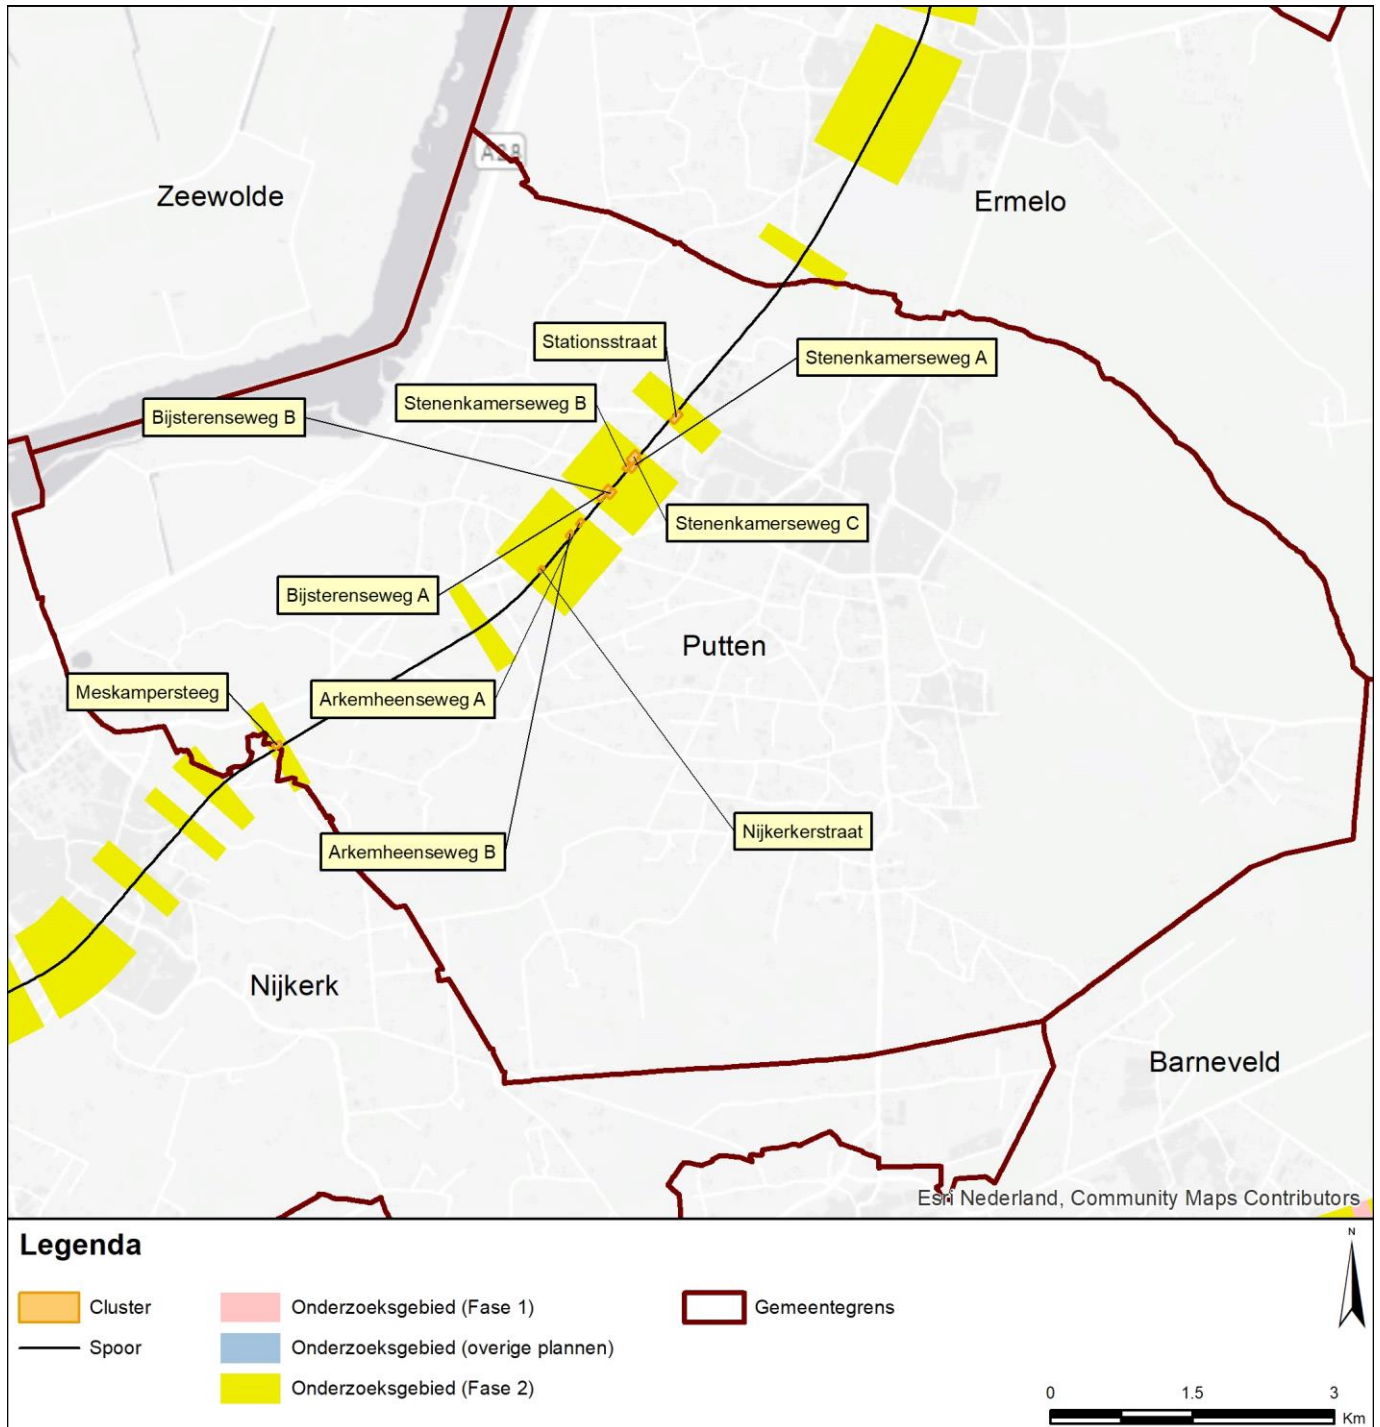 A28
Zeewolde
Ermelo
Stationsstraat
Stenenkamerseweg A
Stenenkamerseweg B
Bijsterenseweg B
Stenenkamerseweg C
Bijsterenseweg A
Putten
Meskampersteeg
Arkemheenseweg A
Nijkerkerstraat
Arkemheenseweg B
Nijkerk
Barneveld
Esri Nederland, Community Maps Contributors
Legenda
N
Cluster
Onderzoeksgebied (Fase 1)
Gemeentegrens
Spoor
Onderzoeksgebied (overige plannen)
Onderzoeksgebied (Fase 2)
0 1.5 3
Km